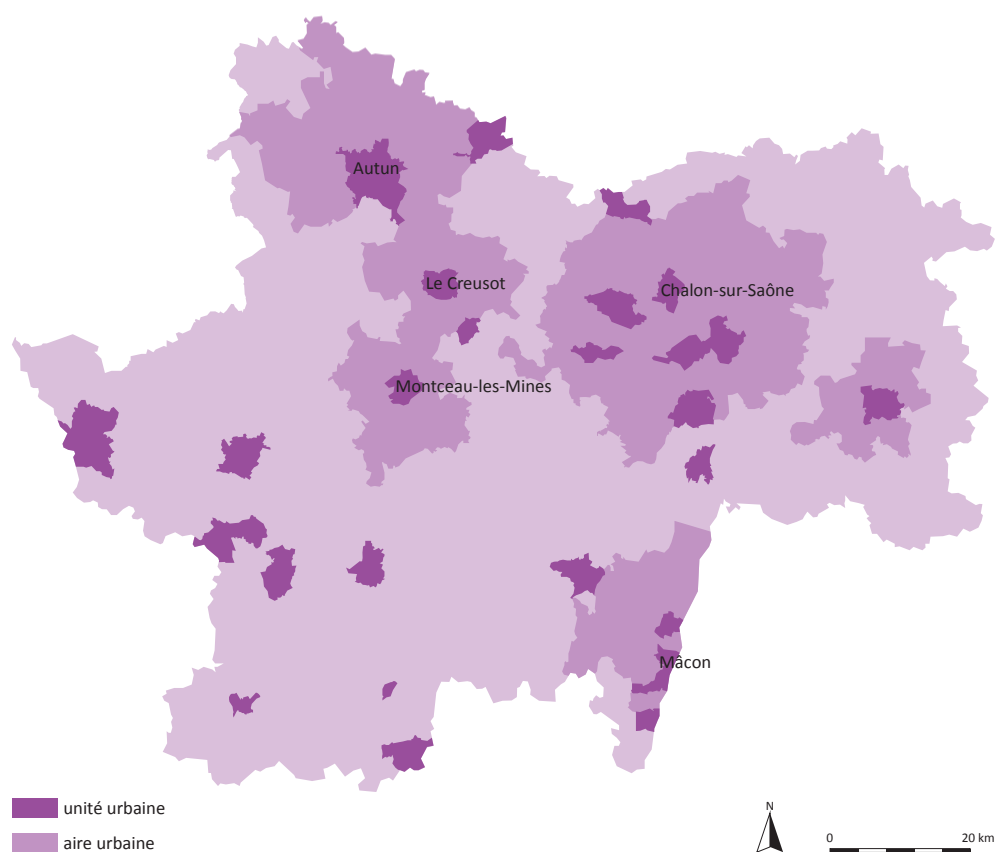 Autun
Le Creusot
Chalon-sur-Saône
Montceau-les-Mines
Mâcon
unité urbaine
aire urbaine
N
0 20 km